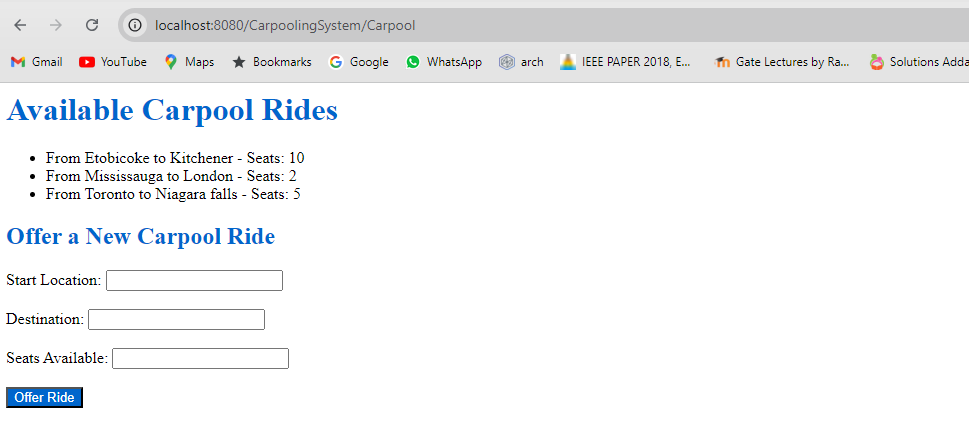 localhost:8080/CarpoolingSystem/Carpool
Gmail YouTube Maps Bookmarks Google WhatsApp arch IEEE PAPER 2018, E... Gate Lectures by Ra... Solutions Adda
Available Carpool Rides
• From Etobicoke to Kitchener - Seats: 10
• From Mississauga to London - Seats: 2
• From Toronto to Niagara falls - Seats: 5
Offer a New Carpool Ride
Start Location:
Destination:
Seats Available:
Offer Ride